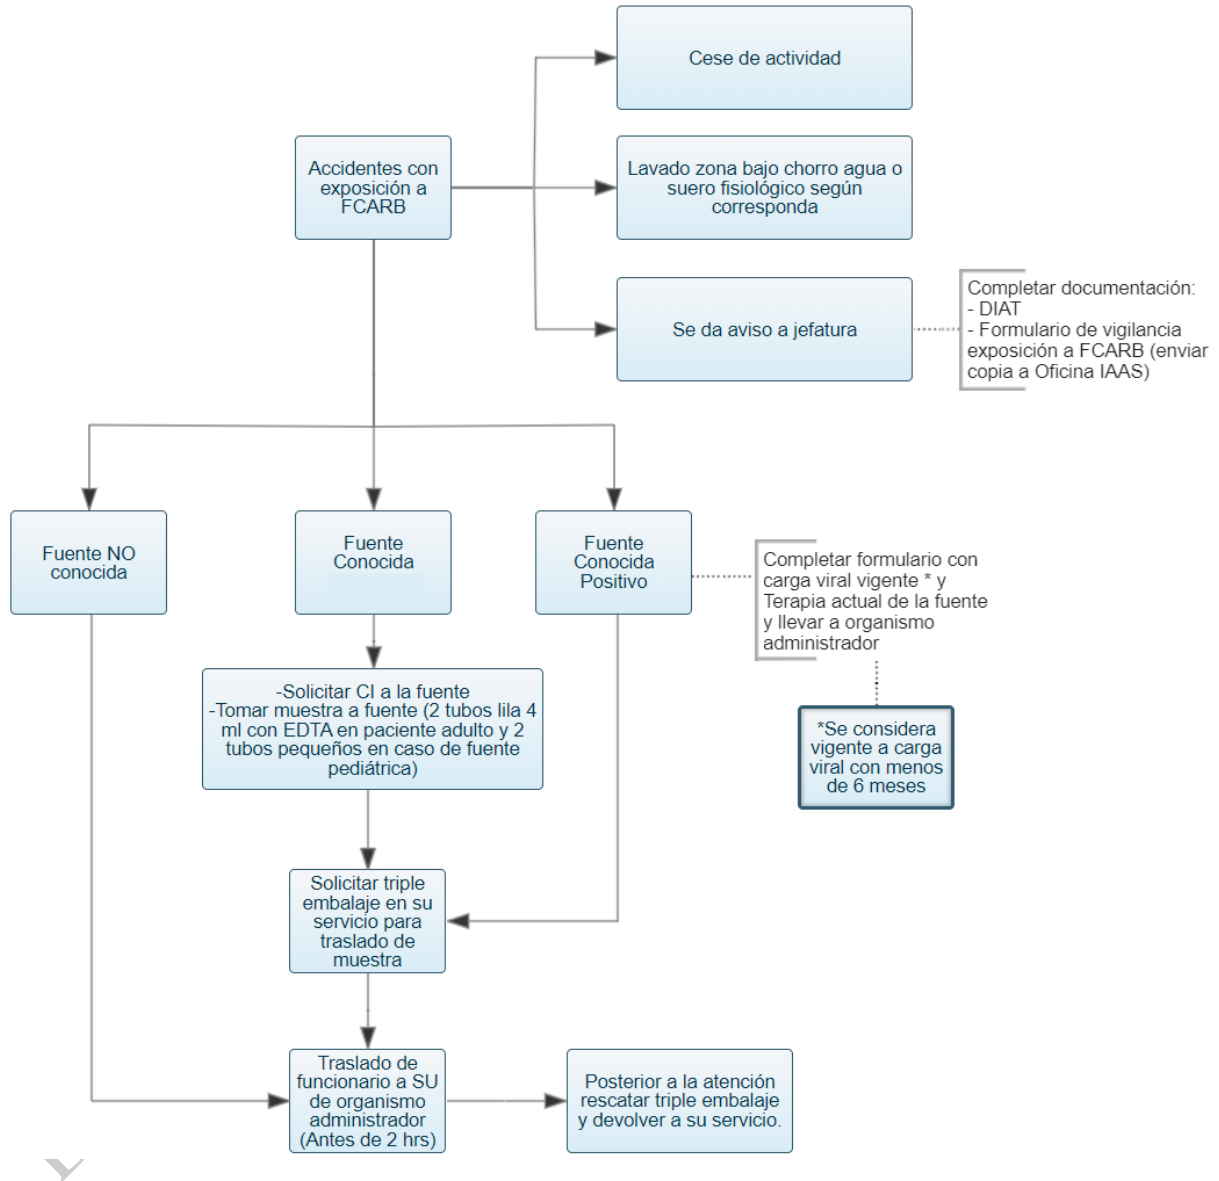 Cese de actividad
Accidentes con
exposición a
FCARB
Lavado zona bajo chorro agua o
suero fisiológico según
corresponda
Se da aviso a jefatura
Completar documentación:
- DIAT
- Formulario de vigilancia
exposición a FCARB (enviar
copia a Oficina IAAS)
Fuente NO
conocida
Fuente
Conocida
Fuente
Conocida
Positivo
Completar formulario con
carga viral vigente * y
Terapia actual de la fuente
y llevar a organismo
administrador
-Solicitar CI a la fuente
-Tomar muestra a fuente (2 tubos lila 4
ml con EDTA en paciente adulto y 2
tubos pequeños en caso de fuente
pediátrica)
*Se considera
vigente a carga
viral con menos
de 6 meses
Solicitar triple
embalaje en su
servicio para
traslado de
muestra
Traslado de
funcionario a SU
de organismo
administrador
(Antes de 2 hrs)
Posterior a la atención
rescatar triple embalaje
y devolver a su servicio.